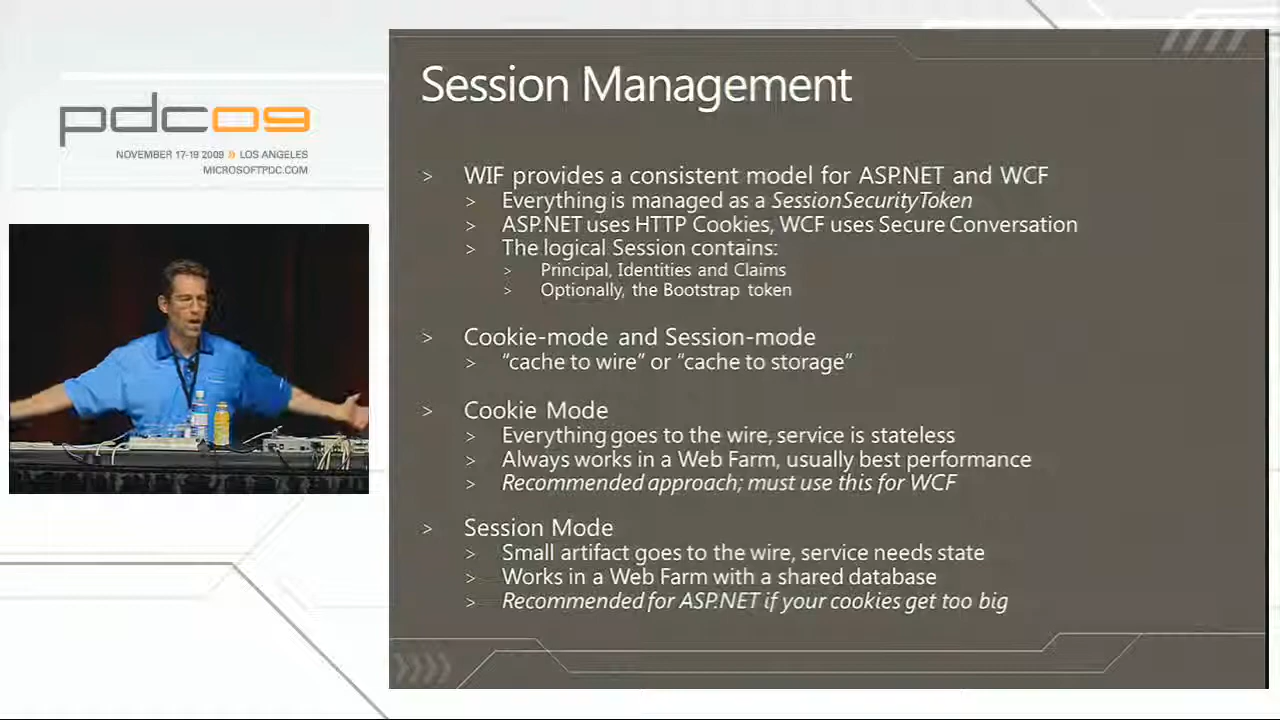 pdc09
NOVEMBER 17-19 2009 » LOS ANGELES
MICROSOFTPDC.COM
Session Management
> WIF provides a consistent model for ASP.NET and WCF
> Everything is managed as a SessionSecurityToken
> ASP.NET uses HTTP Cookies, WCF uses Secure Conversation
> The logical Session contains:
> Principal, Identities and Claims
> Optionally, the Bootstrap token
> Cookie-mode and Session-mode
> “cache to wire” or “cache to storage”
> Cookie Mode
> Everything goes to the wire, service is stateless
> Always works in a Web Farm, usually best performance
> Recommended approach; must use this for WCF
> Session Mode
> Small artifact goes to the wire, service needs state
> Works in a Web Farm with a shared database
> Recommended for ASP.NET if your cookies get too big